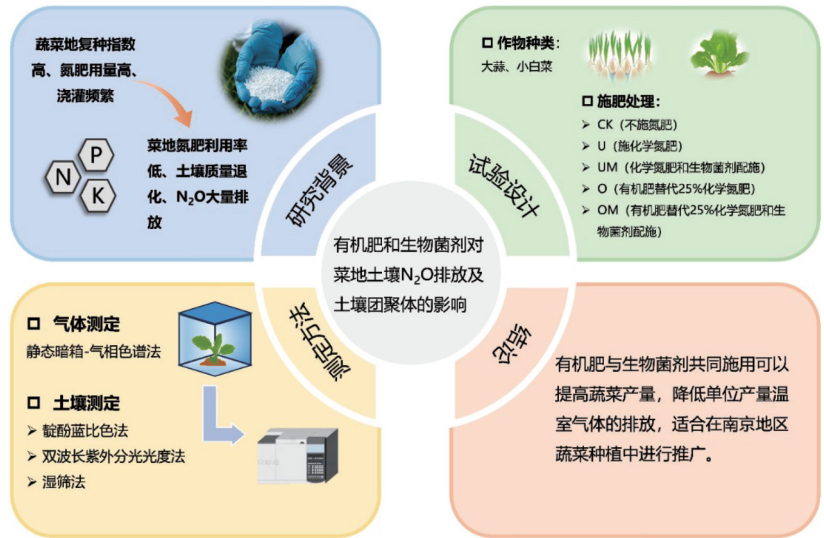 蔬菜地复种指数
高、氮肥用量高、
浇灌频繁
菜地氮肥利用率
低、土壤质量退
化、N₂O大量排
放
N
P
K
研究背景
作物种类：
大蒜、小白菜
施肥处理：
CK（不施氮肥）
U（施化学氮肥）
UM（化学氮肥和生物菌剂配施）
O（有机肥替代25%化学氮肥）
OM（有机肥替代25%化学氮肥和生
物菌剂配施）
试验设计
有机肥和生物菌剂对
菜地土壤N₂O排放及
土壤团聚体的影响
气体测定
静态暗箱-气相色谱法
土壤测定
靛酚蓝比色法
双波长紫外分光光度法
湿筛法
测定方法
结论
有机肥与生物菌剂共同施用可以
提高蔬菜产量，降低单位产量温
室气体的排放，适合在南京地区
蔬菜种植中进行推广。